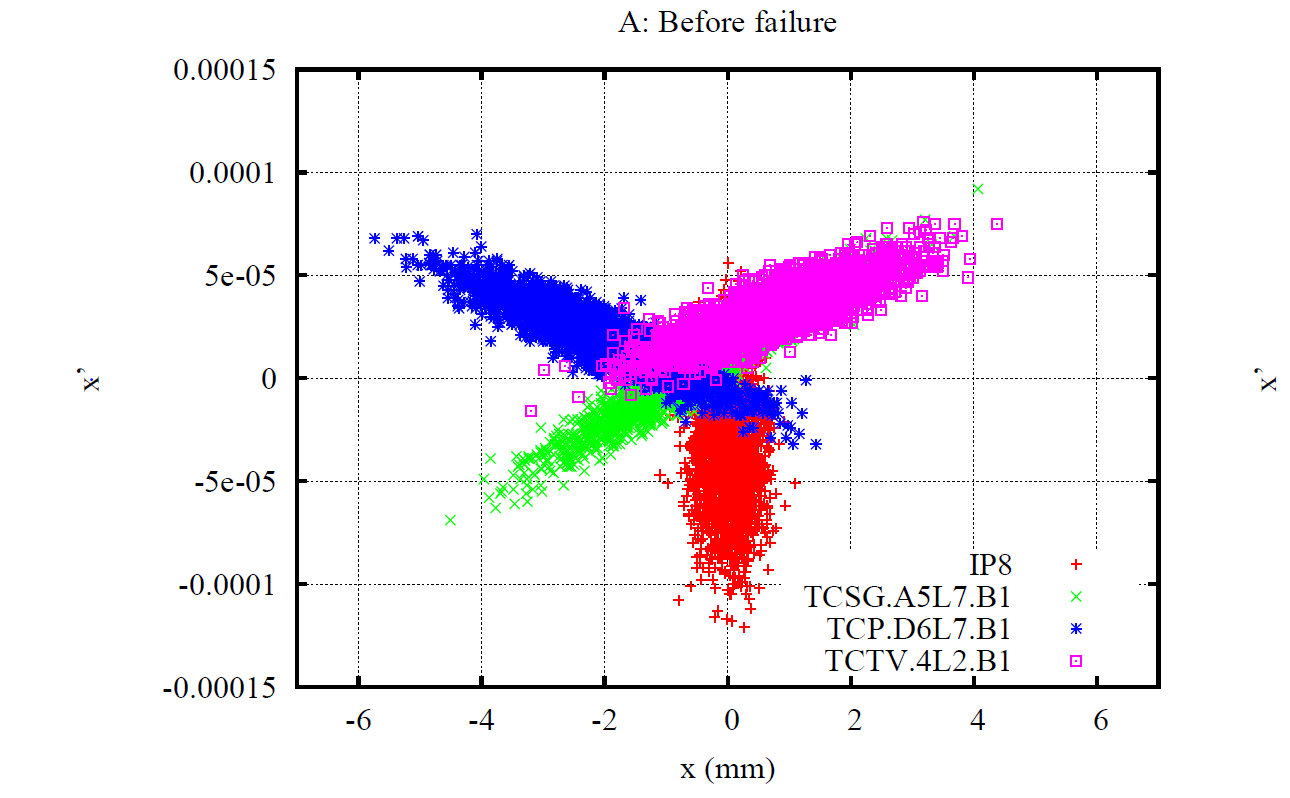 A: Before failure
0.00015
0.0001
5e-05
0
-5e-05
-0.0001
-0.00015
x'
x'
IP8
TCSG.A5L7.B1
TCP.D6L7.B1
TCTV.4L2.B1
-6 -4 -2 0 2 4 6
x (mm)